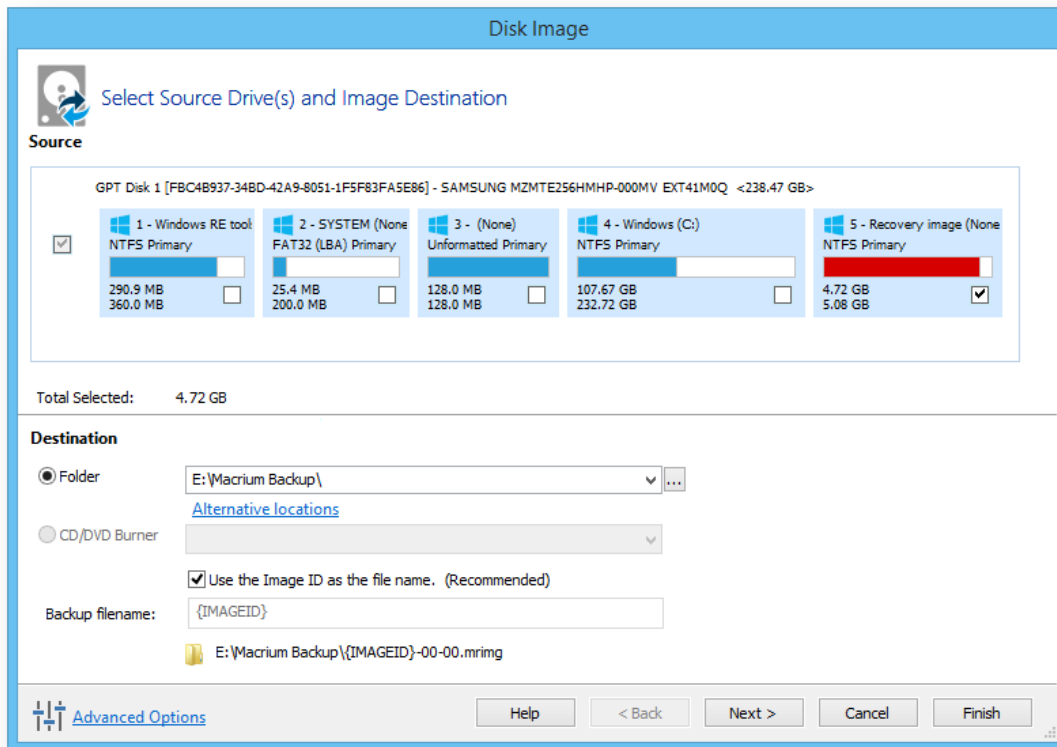 Disk Image
Select Source Drive(s) and Image Destination
Source
GPT Disk 1 [FBC4B937-34BD-42A9-8051-1F5F83FA5E86] - SAMSUNG MZMTE256HMHP-000MV EXT41M0Q <238.47 GB>
1 - Windows RE tools
NTFS Primary
290.9 MB
360.0 MB
2 - SYSTEM (None
FAT32 (LBA) Primary
25.4 MB
200.0 MB
3 - (None)
Unformatted Primary
128.0 MB
128.0 MB
4 - Windows (C:)
NTFS Primary
107.67 GB
232.72 GB
5 - Recovery image (None
NTFS Primary
4.72 GB
5.08 GB
Total Selected: 4.72 GB
Destination
Folder
E:\Macrium Backup\
...
Alternative locations
CD/DVD Burner
Use the Image ID as the file name. (Recommended)
Backup filename: {IMAGEID}
E:\Macrium Backup\{IMAGEID}-00-00.mrimg
Advanced Options
Help
< Back
Next >
Cancel
Finish